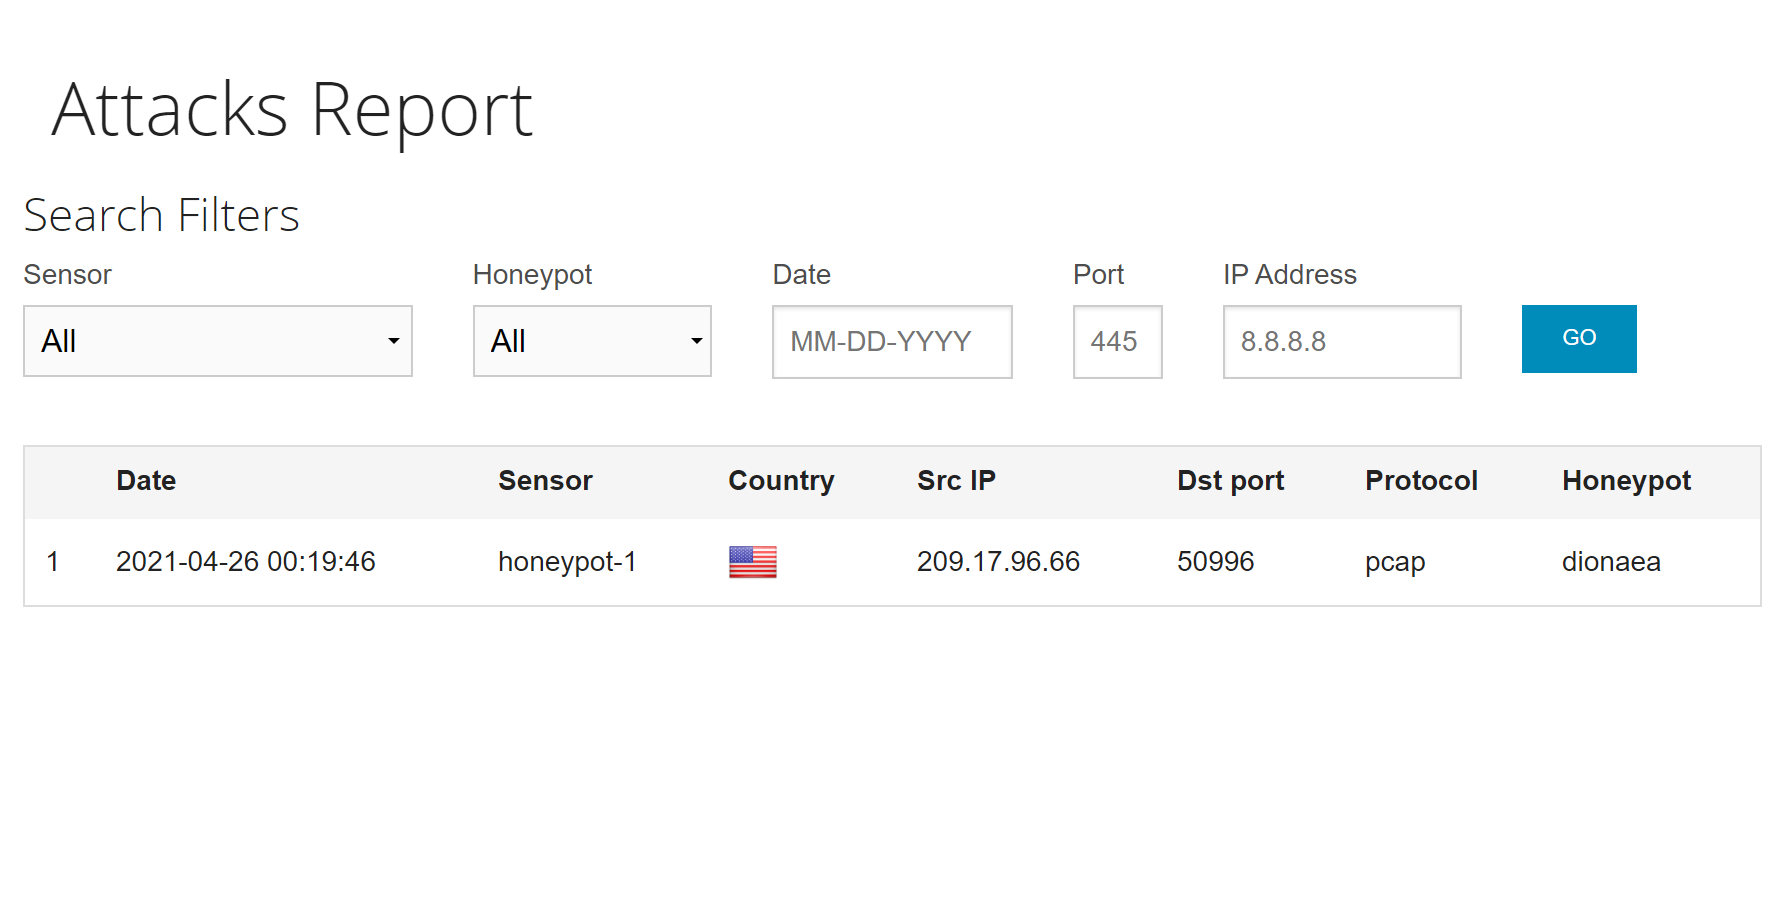 Attacks Report
Search Filters
Sensor Honeypot Date Port IP Address
All All MM-DD-YYYY 445 8.8.8.8 GO
Date Sensor Country Src IP Dst port Protocol Honeypot
1 2021-04-26 00:19:46 honeypot-1 209.17.96.66 50996 pcap dionaea